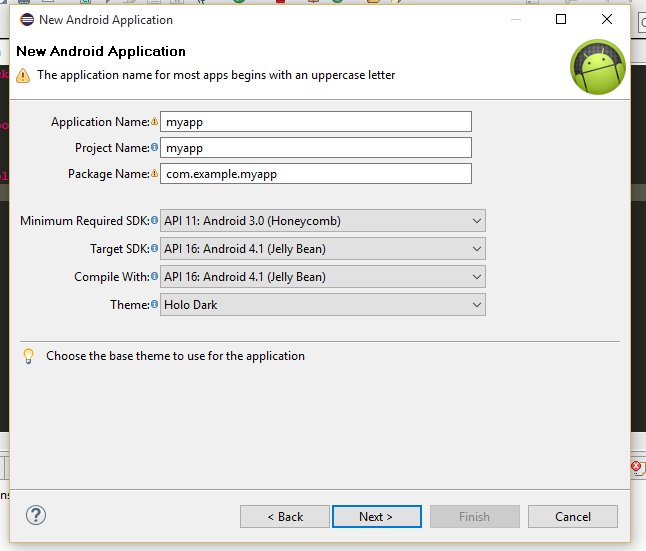 New Android Application
New Android Application
The application name for most apps begins with an uppercase letter
Application Name: myapp
Project Name: myapp
Package Name: com.example.myapp
Minimum Required SDK: API 11: Android 3.0 (Honeycomb)
Target SDK: API 16: Android 4.1 (Jelly Bean)
Compile With: API 16: Android 4.1 (Jelly Bean)
Theme: Holo Dark
Choose the base theme to use for the application
? < Back Next > Finish Cancel